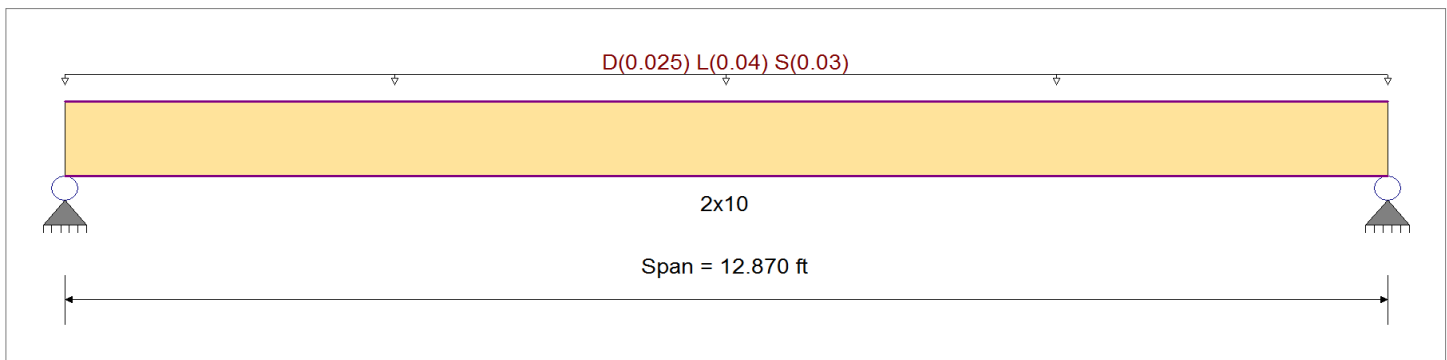 D(0.025) L(0.04) S(0.03)
2x10
Span = 12.870 ft